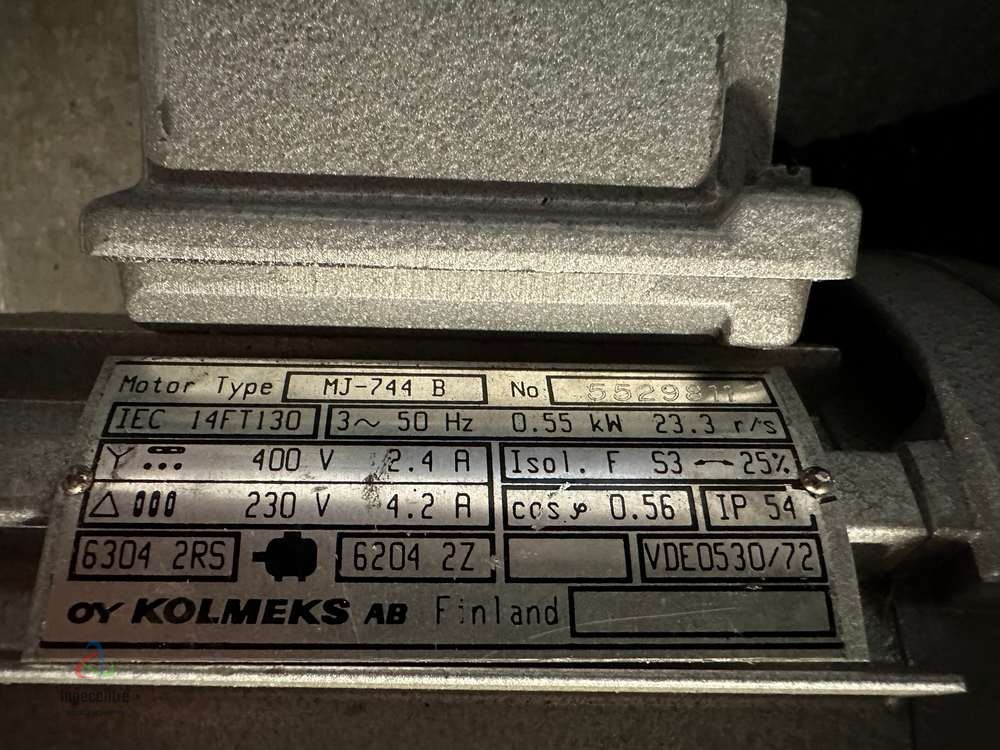 Motor Type MJ-744 B No:
IEC 14FT130 3~ 50 Hz 0.55 kW 23.3 r/s
Y 400 V 2.4 A Isol. F S3 25%
△ 230 V 4.2 A cos φ 0.56 IP 54
6304 2RS 6204 2Z VDE0530/72
OY KOLMEKS AB Finland
ingecentre